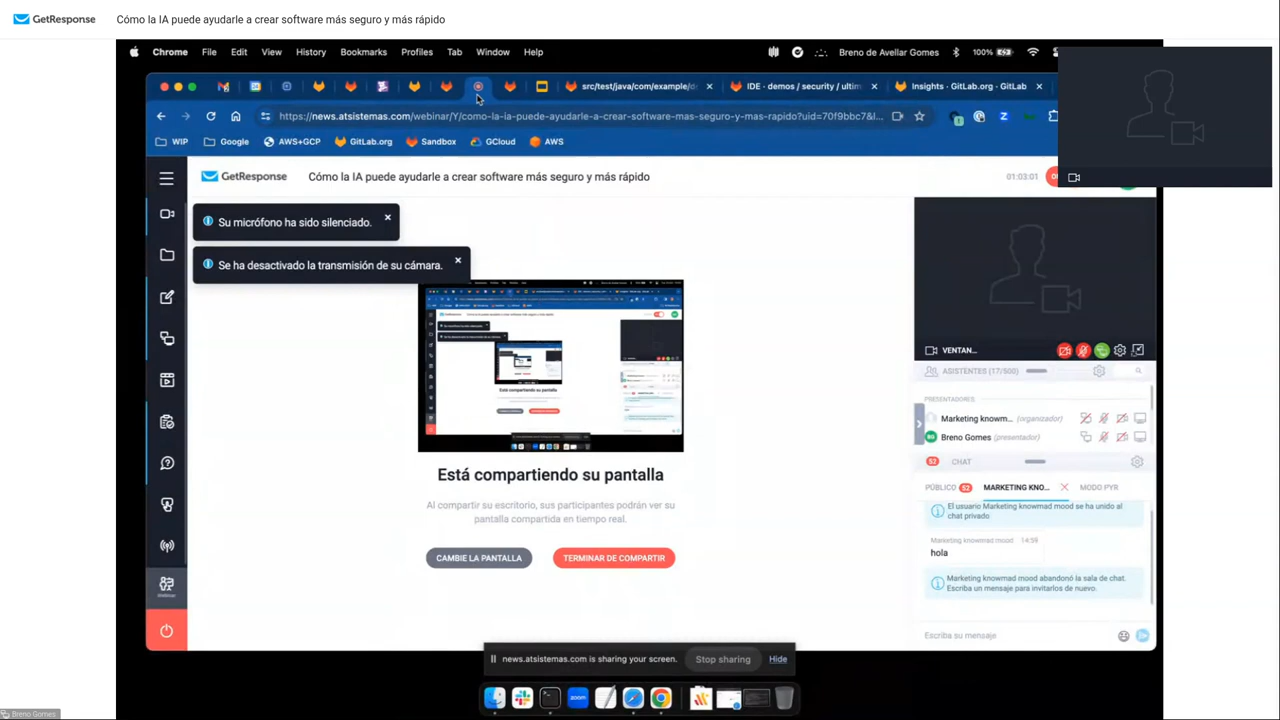 GetResponse Cómo la IA puede ayudarle a crear software más seguro y más rápido
Chrome File Edit View History Bookmarks Profiles Tab Window Help Breno de Avellar Gomes 100%
src/test/java/com/example/de
IDE - demos / security / ultim
Insights · GitLab.org · GitLab
https://news.atsistemas.com/webinar/Y/como-la-ia-puede-ayudarle-a-crear-software-mas-seguro-y-mas-rapido?uid=70f9bbc7&l...
WIP Google AWS+GCP GitLab.org Sandbox GCloud AWS
GetResponse Cómo la IA puede ayudarle a crear software más seguro y más rápido 01:03:01
Su micrófono ha sido silenciado.
Se ha desactivado la transmisión de su cámara.
Está compartiendo su pantalla
Está compartiendo su pantalla
Al compartir su escritorio, sus participantes podrán ver su
pantalla compartida en tiempo real.
CAMBIE LA PANTALLA TERMINAR DE COMPARTIR
Webinar
VENTAN...
ASISTENTES (17/500)
PRESENTADORES
Marketing knowm... (organizador)
BG Breno Gomes (presentador)
52 CHAT
PÚBLICO 52 MARKETING KNO... MODO PYR
El usuario Marketing knowmad mood se ha unido al
chat privado.
Marketing knowmad mood 14:59
hola
Marketing knowmad mood abandonó la sala de chat.
Escriba un mensaje para invitarlos de nuevo.
Escriba su mensaje
news.atsistemas.com is sharing your screen. Stop sharing Hide
zoom
Breno Gomes